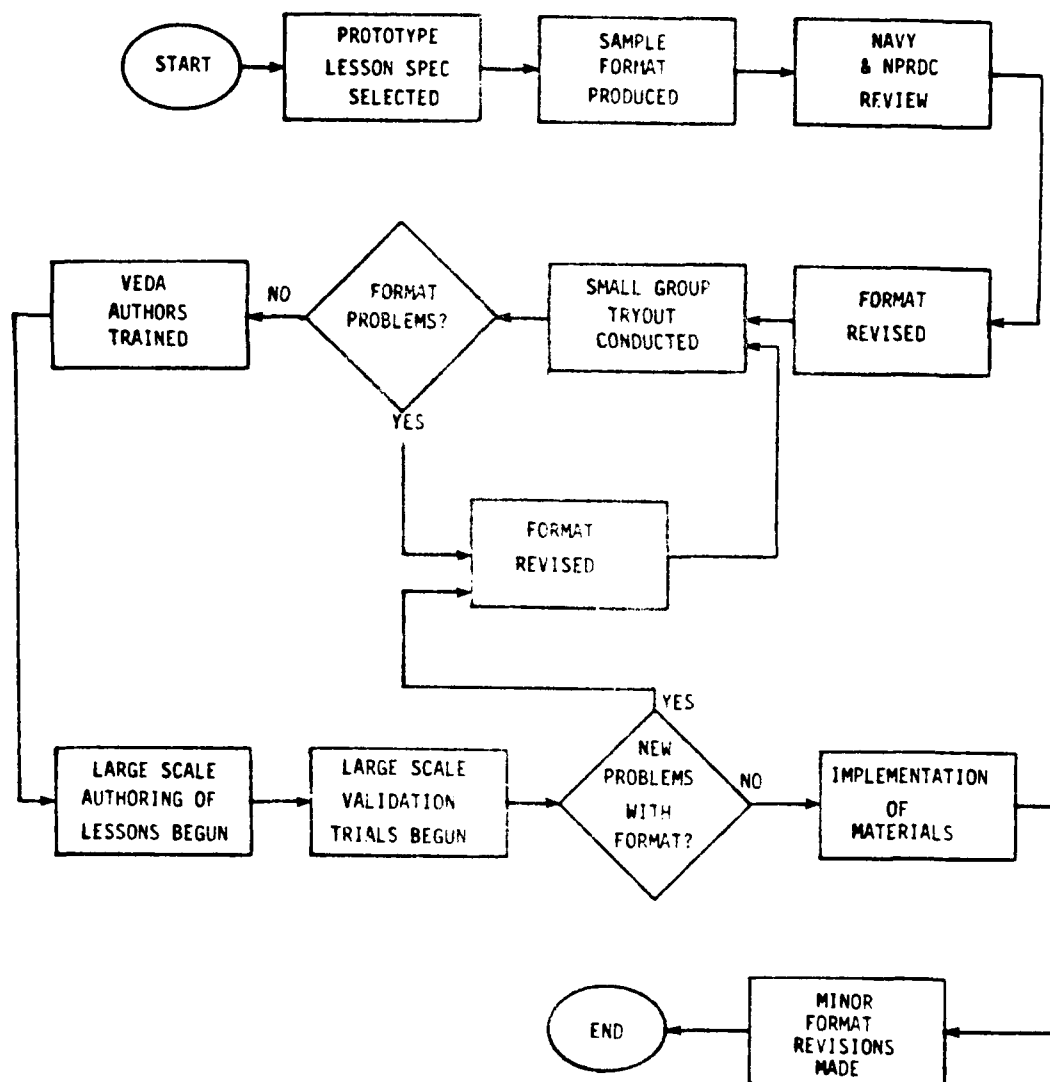 START
PROTOTYPE
LESSON SPEC
SELECTED
SAMPLE
FORMAT
PRODUCED
NAVY
& NPRDC
REVIEW
VEDA
AUTHORS
TRAINED
NO
FORMAT
PROBLEMS?
YES
SMALL GROUP
TRYOUT
CONDUCTED
FORMAT
REVISED
FORMAT
REVISED
LARGE SCALE
AUTHORING OF
LESSONS BEGUN
LARGE SCALE
VALIDATION
TRIALS BEGUN
YES
NEW
PROBLEMS
WITH
FORMAT?
NO
IMPLEMENTATION
OF
MATERIALS
END
MINOR
FORMAT
REVISIONS
MADE